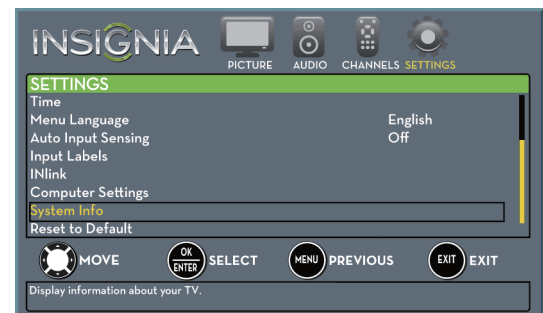 INSIGNIA
PICTURE AUDIO CHANNELS SETTINGS
SETTINGS
Time
Menu Language English
Auto Input Sensing Off
Input Labels
INlink
Computer Settings
System Info
Reset to Default
MOVE OK ENTER SELECT MENU PREVIOUS EXIT EXIT
Display information about your TV.